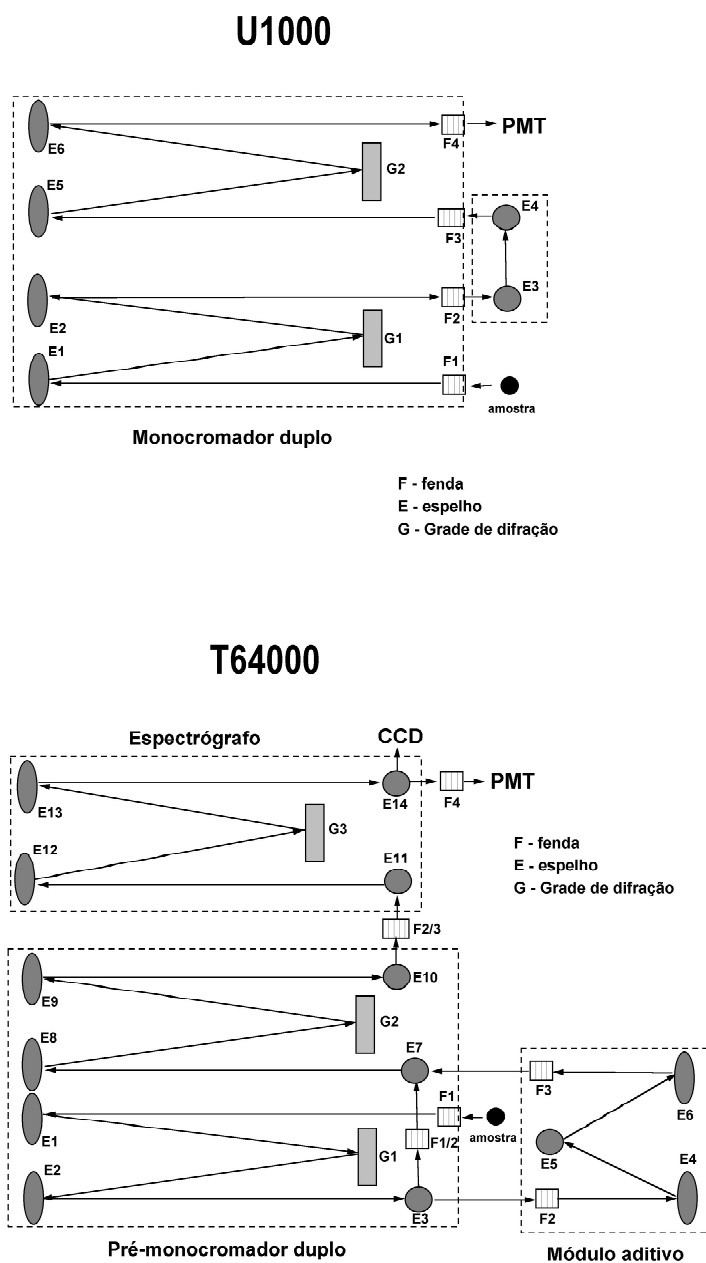 U1000
E6
F4
PMT
G2
E5
F3
E4
E2
F2
E3
G1
E1
F1
amostra
Monocromador duplo
F - fenda
E - espelho
G - Grade de difração
T64000
Espectrógrafo
CCD
E13
E14
F4
PMT
G3
E12
E11
F - fenda
E - espelho
G - Grade de difração
F2/3
E9
E10
G2
E8
E7
F3
E6
F1
E1
amostra
F1/2
E5
G1
E2
E4
E3
F2
Pré-monocromador duplo
Módulo aditivo